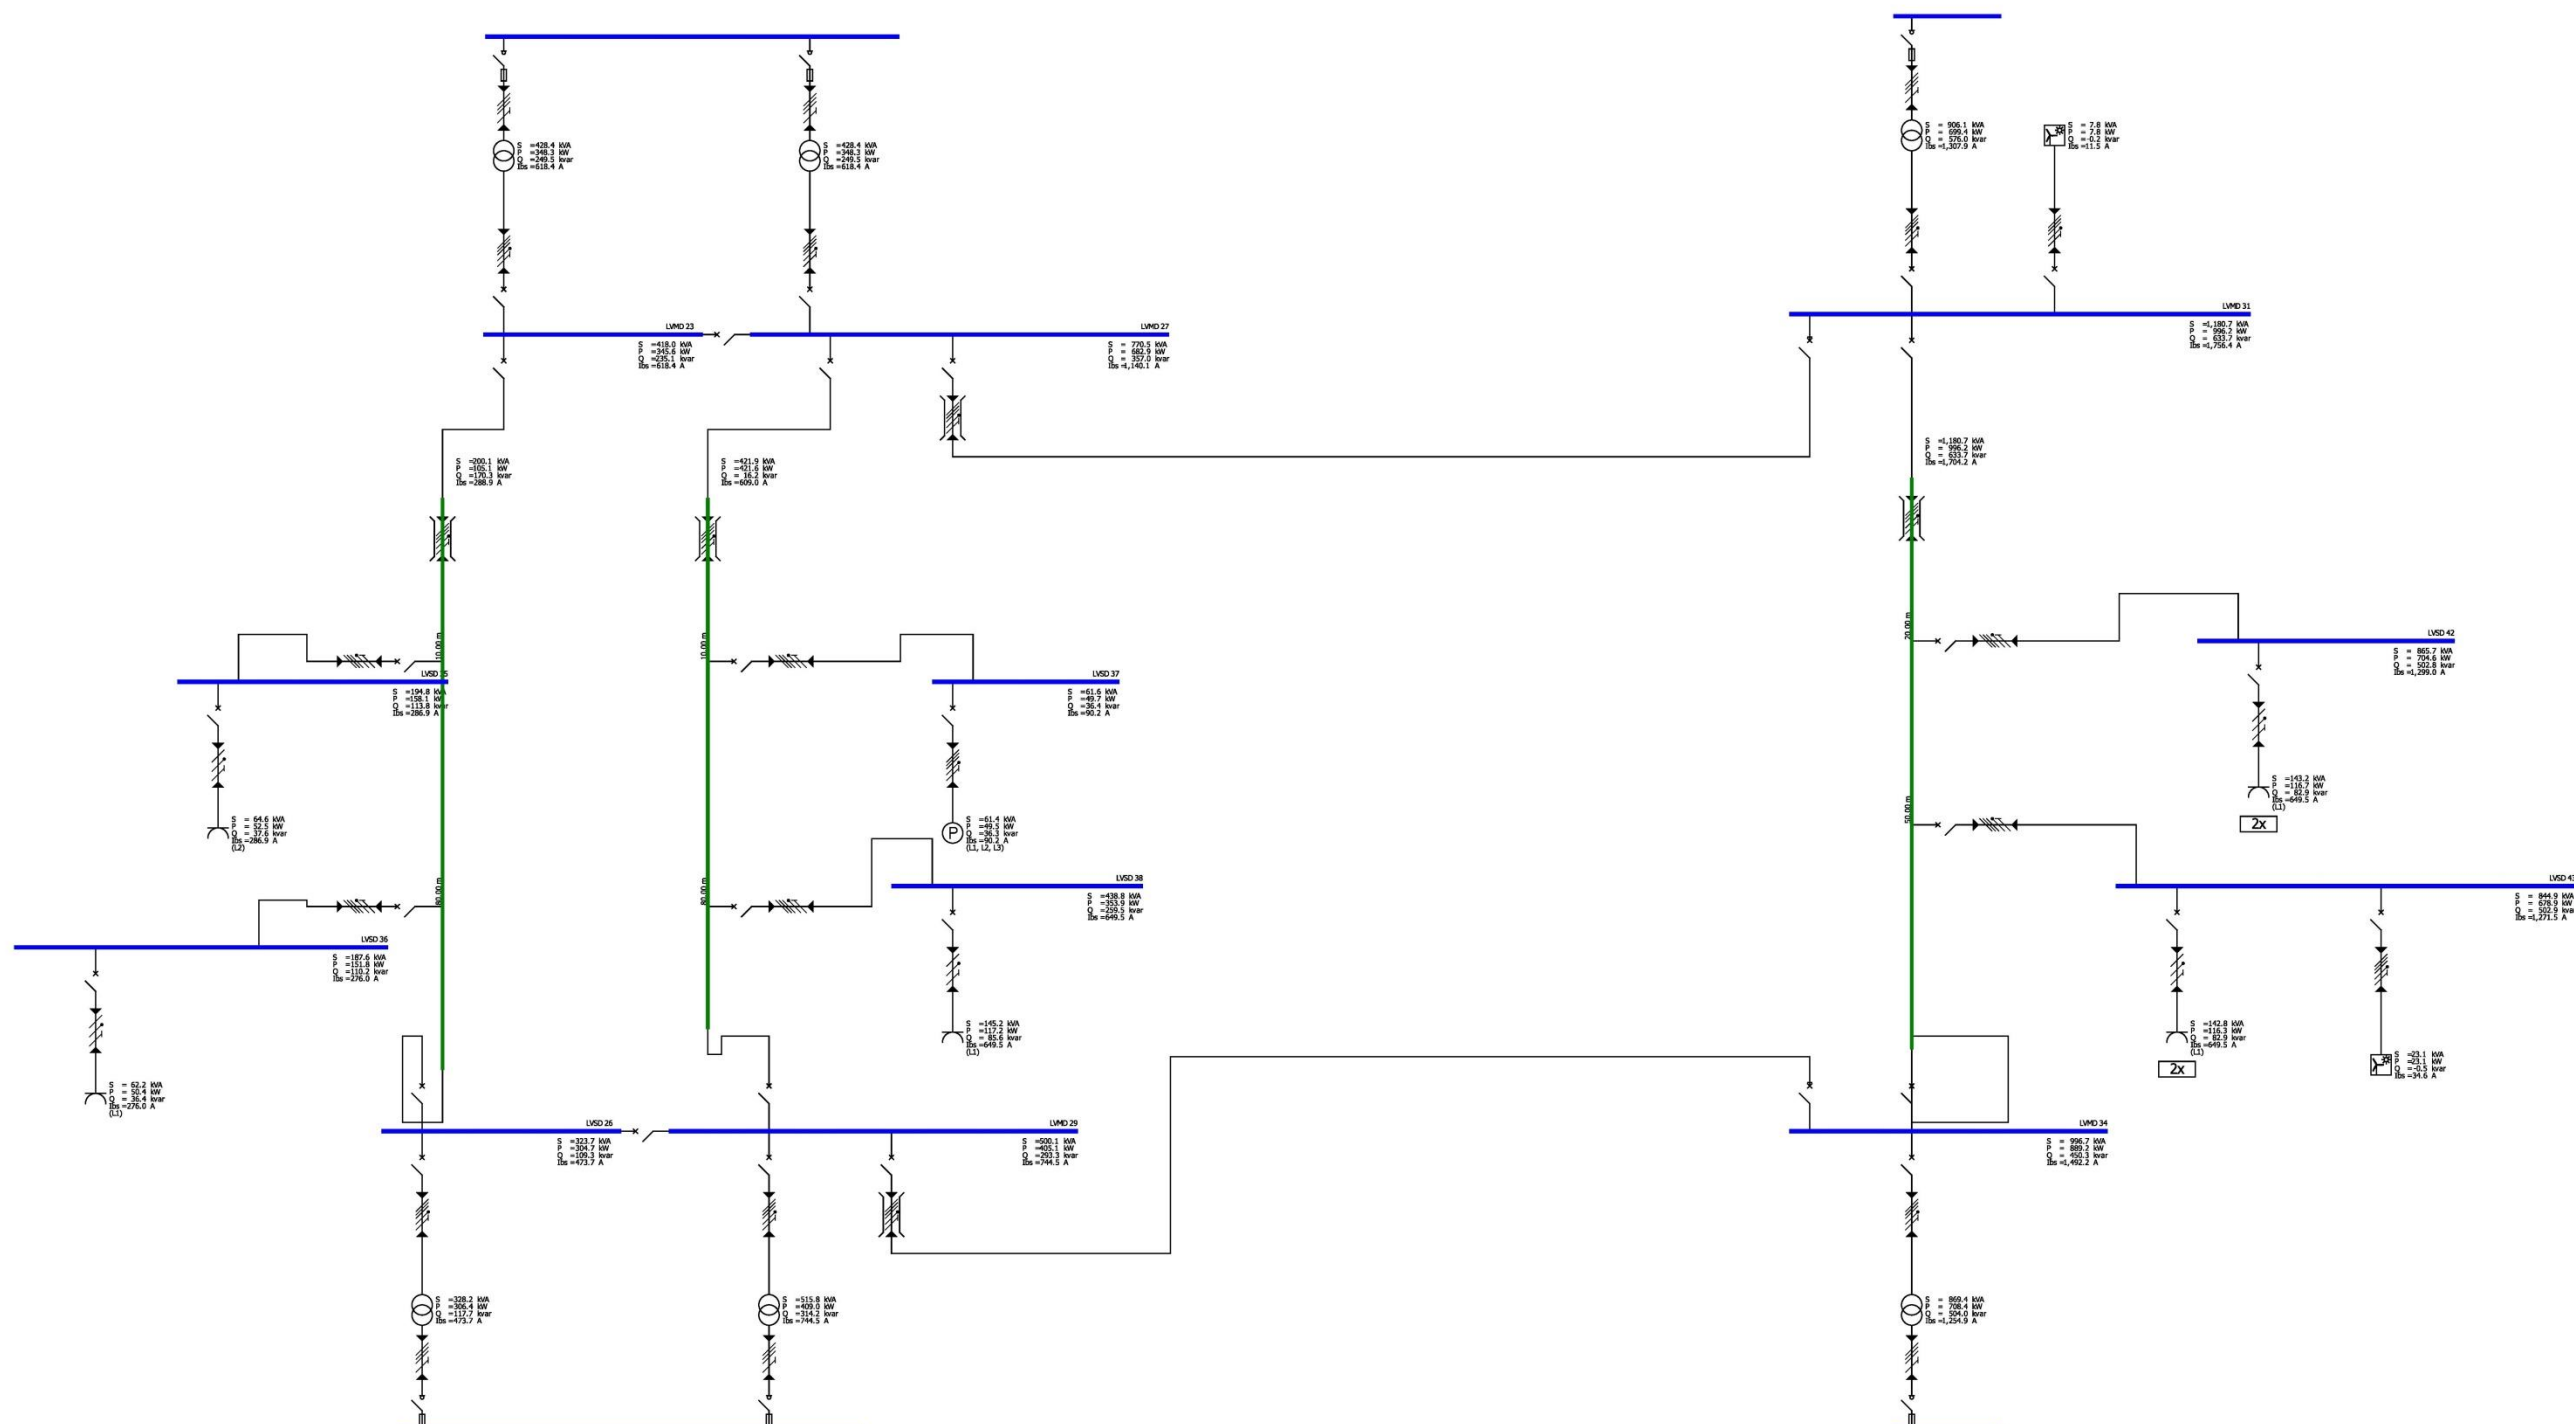 S =428.4 kVA
P =348.3 kW
Q =249.5 kvar
Ibs =618.4 A
S =428.4 kVA
P =348.3 kW
Q =249.5 kvar
Ibs =618.4 A
S = 906.1 kVA
P = 699.4 kW
Q = 576.0 kvar
Ibs =1,307.9 A
S = 7.8 kVA
P = 7.8 kW
Q =-0.2 kvar
Ibs =11.5 A
LVMD 23
S =418.0 kVA
P =345.6 kW
Q =235.1 kvar
Ibs =618.4 A
LVMD 27
S = 770.5 kVA
P = 682.9 kW
Q = 357.0 kvar
Ibs =1,140.1 A
LVMD 31
S =1,180.7 kVA
P = 996.2 kW
Q = 633.7 kvar
Ibs =1,756.4 A
S =200.1 kVA
P =105.1 kW
Q =170.3 kvar
Ibs =288.9 A
S =421.9 kVA
P =421.6 kW
Q = 16.2 kvar
Ibs =609.0 A
S =1,180.7 kVA
P = 996.2 kW
Q = 633.7 kvar
Ibs =1,704.2 A
10.00 m
10.00 m
20.00 m
LVSD 35
S =194.8 kVA
P =158.1 kW
Q =113.8 kvar
Ibs =286.9 A
LVSD 37
S =61.6 kVA
P =49.7 kW
Q =36.4 kvar
Ibs =90.2 A
LVSD 42
S = 865.7 kVA
P = 704.6 kW
Q = 502.8 kvar
Ibs =1,299.0 A
S = 64.6 kVA
P = 52.5 kW
Q = 37.6 kvar
Ibs =286.9 A
(L2)
P
S =61.4 kVA
P =49.5 kW
Q =36.3 kvar
Ibs =90.2 A
(L1, L2, L3)
50.00 m
S =143.2 kVA
P =116.7 kW
Q = 82.9 kvar
Ibs =649.5 A
(L1)
2x
80.00 m
80.00 m
LVSD 38
S =438.8 kVA
P =353.9 kW
Q =259.5 kvar
Ibs =649.5 A
LVSD 43
S = 844.9 kVA
P = 678.9 kW
Q = 502.9 kvar
Ibs =1,271.5 A
LVSD 36
S =187.6 kVA
P =151.8 kW
Q =110.2 kvar
Ibs =276.0 A
S =145.2 kVA
P =117.2 kW
Q = 85.6 kvar
Ibs =649.5 A
(L1)
S =142.8 kVA
P =116.3 kW
Q = 82.9 kvar
Ibs =649.5 A
(L1)
2x
S =23.1 kVA
P =23.1 kW
Q =-0.5 kvar
Ibs =34.6 A
S = 62.2 kVA
P = 50.4 kW
Q = 36.4 kvar
Ibs =276.0 A
(L1)
LVSD 26
S =323.7 kVA
P =304.7 kW
Q =109.3 kvar
Ibs =473.7 A
LVMD 29
S =500.1 kVA
P =405.1 kW
Q =293.3 kvar
Ibs =744.5 A
LVMD 34
S = 996.7 kVA
P = 889.2 kW
Q = 450.3 kvar
Ibs =1,492.2 A
S =328.2 kVA
P =306.4 kW
Q =117.7 kvar
Ibs =473.7 A
S =515.8 kVA
P =409.0 kW
Q =314.2 kvar
Ibs =744.5 A
S = 869.4 kVA
P = 708.4 kW
Q = 504.0 kvar
Ibs =1,254.9 A